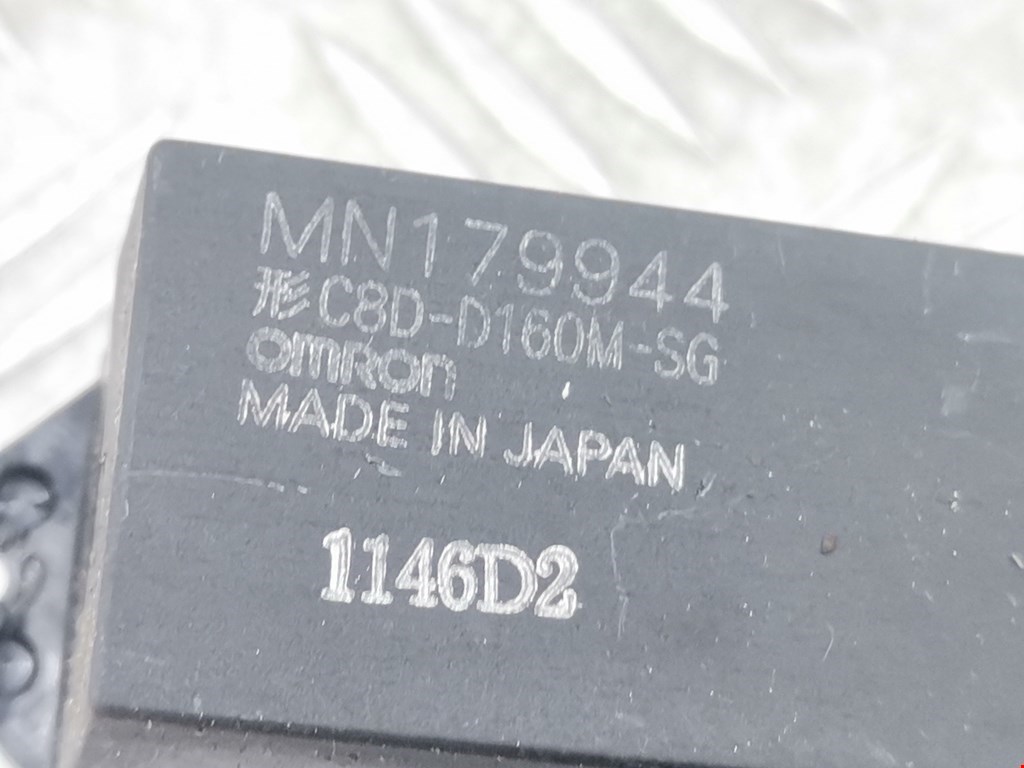 MN179944
形C8D-D160M-SG
OMRON
MADE IN JAPAN
1146D2